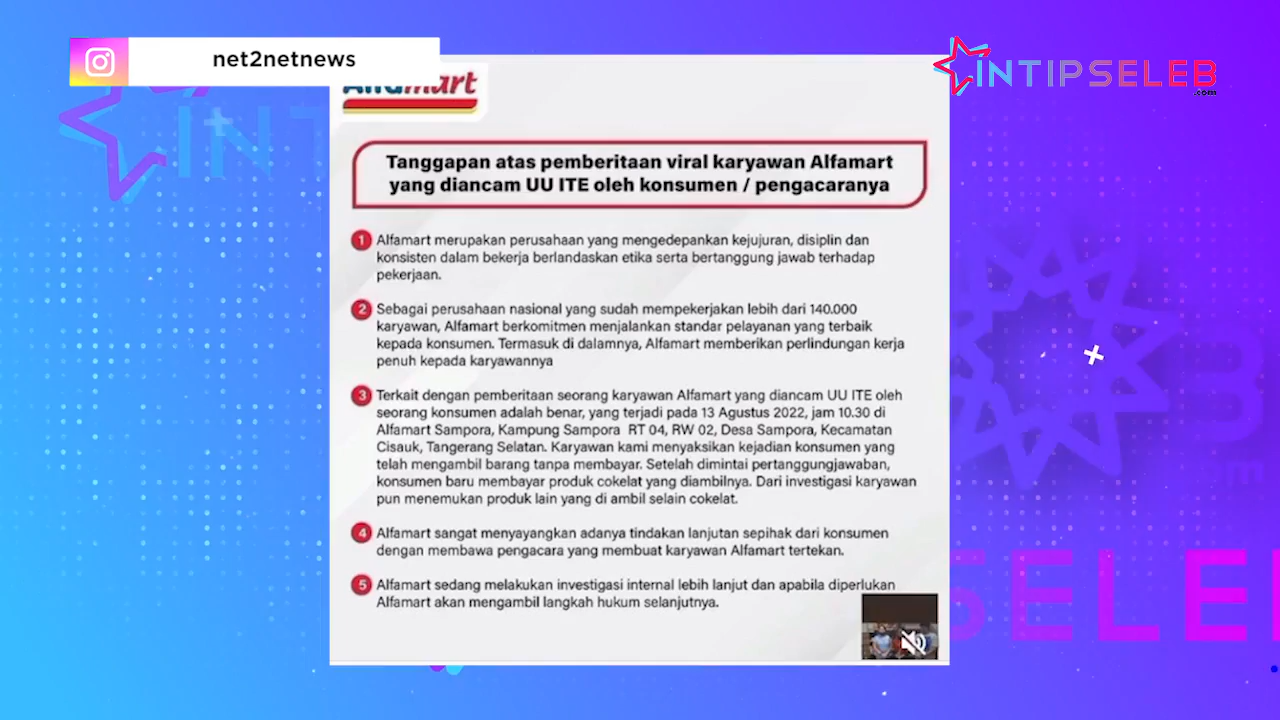 net2netnews
INTIPSELEB
.com
Alfamart
Tanggapan atas pemberitaan viral karyawan Alfamart
yang diancam UU ITE oleh konsumen / pengacaranya
1 Alfamart merupakan perusahaan yang mengedepankan kejujuran, disiplin dan
konsisten dalam bekerja berlandaskan etika serta bertanggung jawab terhadap
pekerjaan.
2 Sebagai perusahaan nasional yang sudah mempekerjakan lebih dari 140.000
karyawan, Alfamart berkomitmen menjalankan standar pelayanan yang terbaik
kepada konsumen. Termasuk di dalamnya, Alfamart memberikan perlindungan kerja
penuh kepada karyawannya
3 Terkait dengan pemberitaan seorang karyawan Alfamart yang diancam UU ITE oleh
seorang konsumen adalah benar, yang terjadi pada 13 Agustus 2022, jam 10.30 di
Alfamart Sampora, Kampung Sampora RT 04, RW 02, Desa Sampora, Kecamatan
Cisauk, Tangerang Selatan. Karyawan kami menyaksikan kejadian konsumen yang
telah mengambil barang tanpa membayar. Setelah dimintai pertanggungjawaban,
konsumen baru membayar produk cokelat yang diambilnya. Dari investigasi karyawan
pun menemukan produk lain yang di ambil selain cokelat.
4 Alfamart sangat menyayangkan adanya tindakan lanjutan sepihak dari konsumen
dengan membawa pengacara yang membuat karyawan Alfamart tertekan.
5 Alfamart sedang melakukan investigasi internal lebih lanjut dan apabila diperlukan
Alfamart akan mengambil langkah hukum selanjutnya.